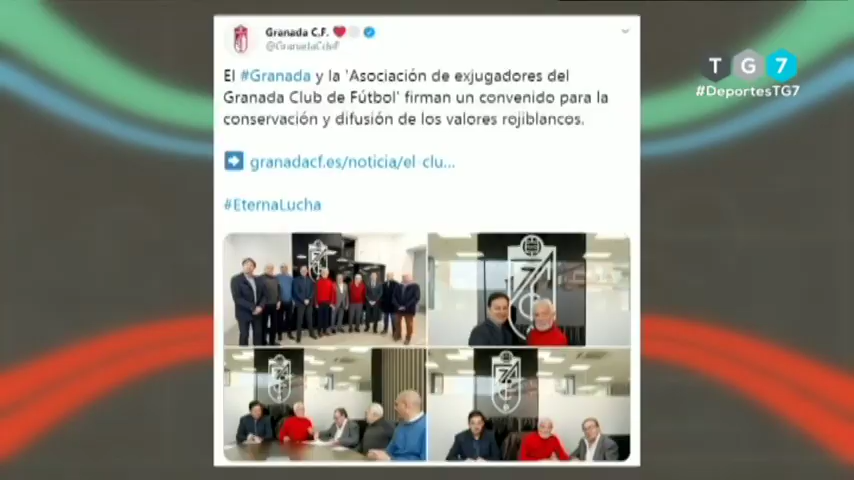 Granada C.F.
TG7
#DeportesTG7
El #Granada y la 'Asociación de exjugadores del
Granada Club de Fútbol' firman un convenido para la
conservación y difusión de los valores rojiblancos.
granadacf.es/noticia/el-clu...
#EternaLucha